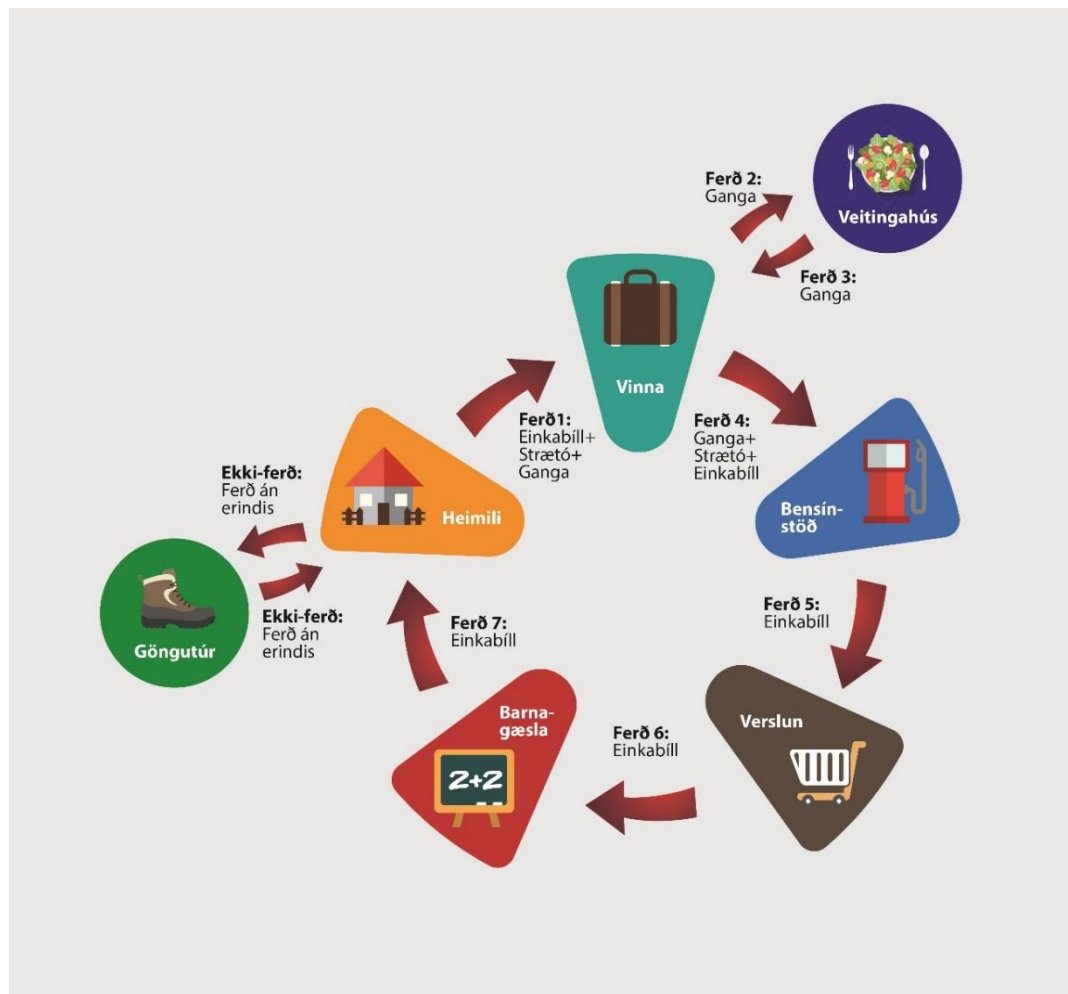 Ferð 2:
Ganga
Veitingahús
Ferð 3:
Ganga
Vinna
Ferð1:
Einkabíll+
Strætó+
Ganga
Ferð 4:
Ganga+
Strætó+
Einkabíll
Ekki-ferð:
Ferð án
erindis
Heimili
Bensín-
stöð
Göngutúr
Ekki-ferð:
Ferð án
erindis
Ferð 7:
Einkabíll
Ferð 5:
Einkabíll
Barna-
gæsla
2+2
Ferð 6:
Einkabíll
Verslun